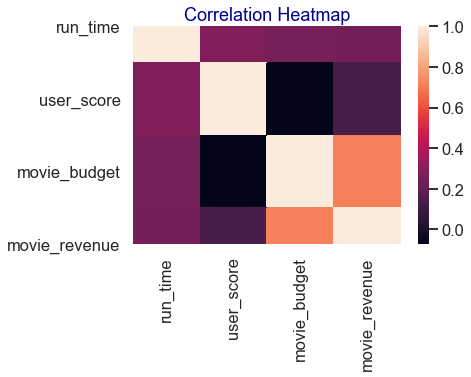 Correlation Heatmap
run_time
user_score
movie_budget
movie_revenue
run_time
user_score
movie_budget
movie_revenue
1.0
0.8
0.6
0.4
0.2
0.0